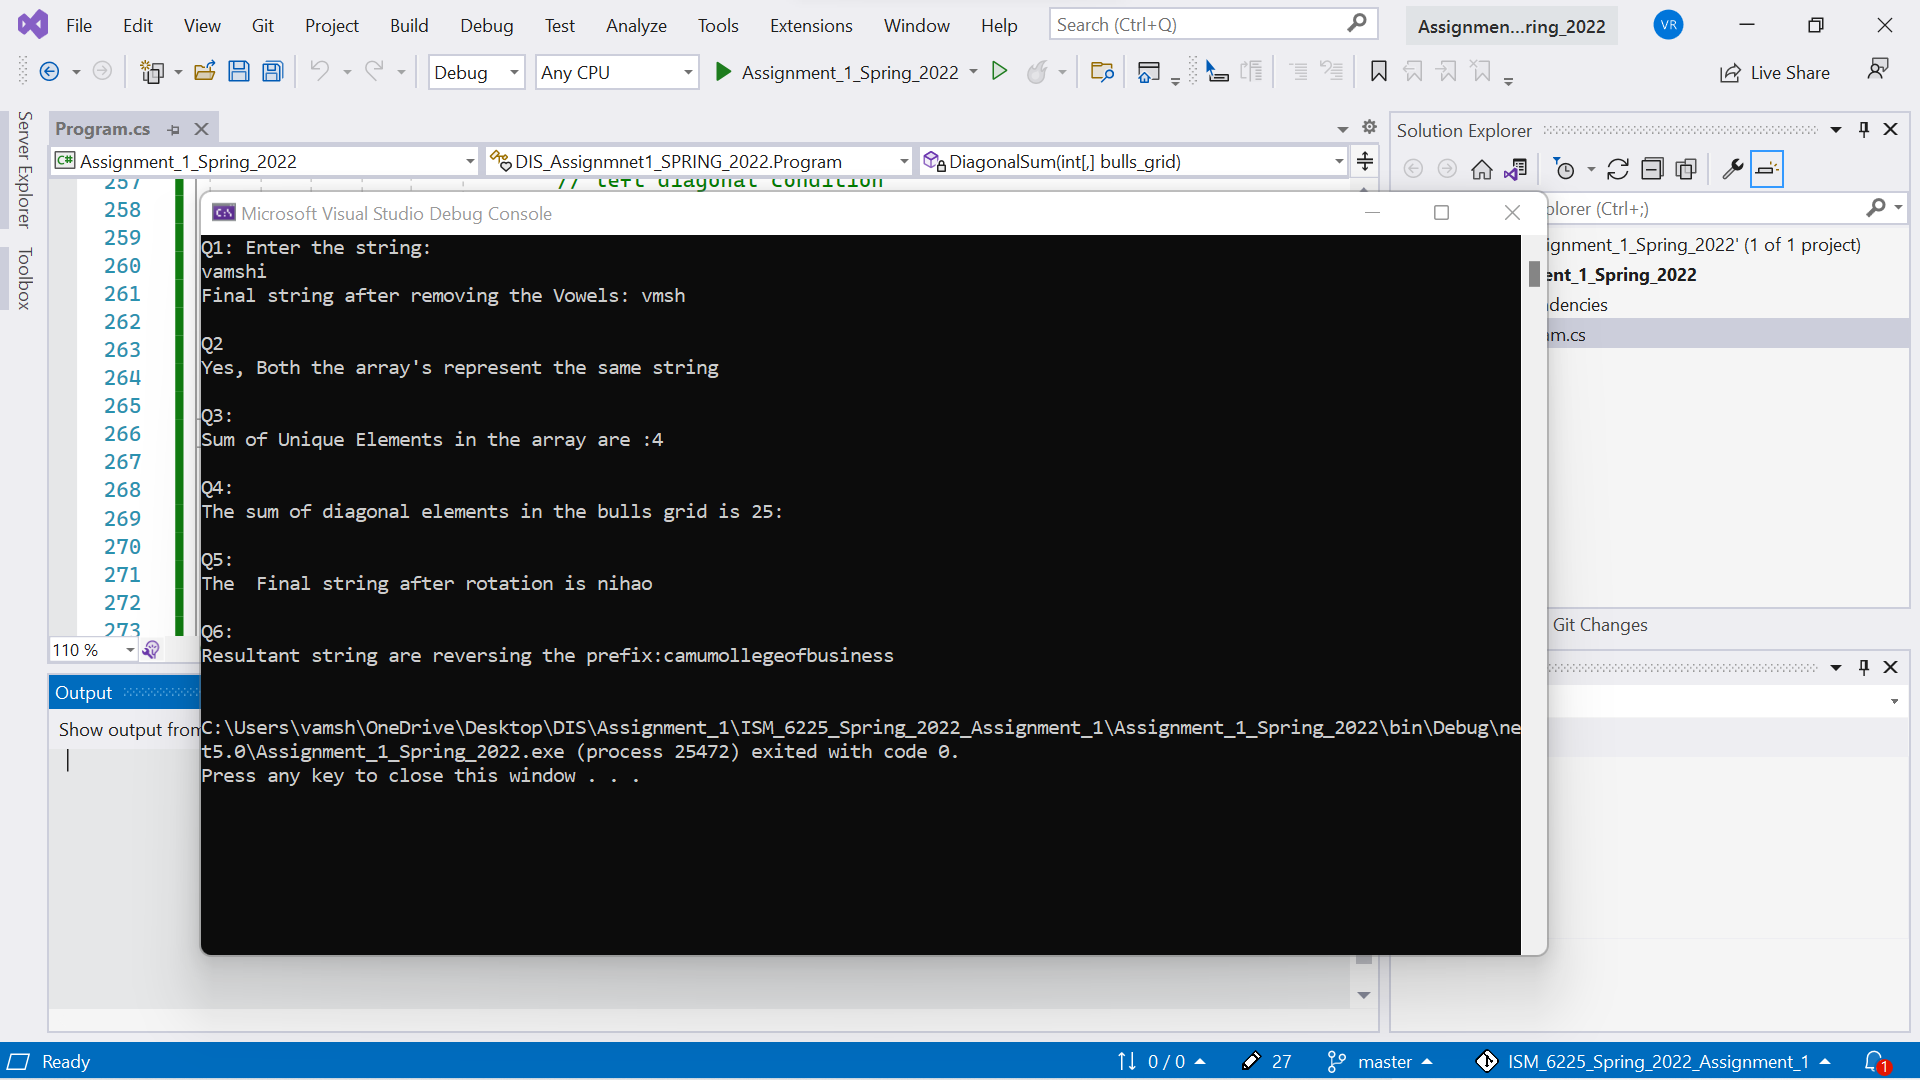 File Edit View Git Project Build Debug Test Analyze Tools Extensions Window Help Search (Ctrl+Q) Assignmen...ring_2022 VR
Debug Any CPU Assignment_1_Spring_2022 Live Share
Server Explorer
Toolbox
Program.cs
Assignment_1_Spring_2022 DIS_Assignmnet1_SPRING_2022.Program DiagonalSum(int[,] bulls_grid)
257 // left diagonal condition
258
259
260
261
262
263
264
265
266
267
268
269
270
271
272
273
110 %
Output
Show output from
Microsoft Visual Studio Debug Console
Q1: Enter the string:
vamshi
Final string after removing the Vowels: vmsh
Q2
Yes, Both the array's represent the same string
Q3:
Sum of Unique Elements in the array are :4
Q4:
The sum of diagonal elements in the bulls grid is 25:
Q5:
The  Final string after rotation is nihao
Q6:
Resultant string are reversing the prefix:camumollegeofbusiness
C:\Users\vamsh\OneDrive\Desktop\DIS\Assignment_1\ISM_6225_Spring_2022_Assignment_1\Assignment_1_Spring_2022\bin\Debug\ne
t5.0\Assignment_1_Spring_2022.exe (process 25472) exited with code 0.
Press any key to close this window . . .
Solution Explorer
plorer (Ctrl+;)
ignment_1_Spring_2022' (1 of 1 project)
ent_1_Spring_2022
dencies
m.cs
Git Changes
Ready 0 / 0 27 master ISM_6225_Spring_2022_Assignment_1 1